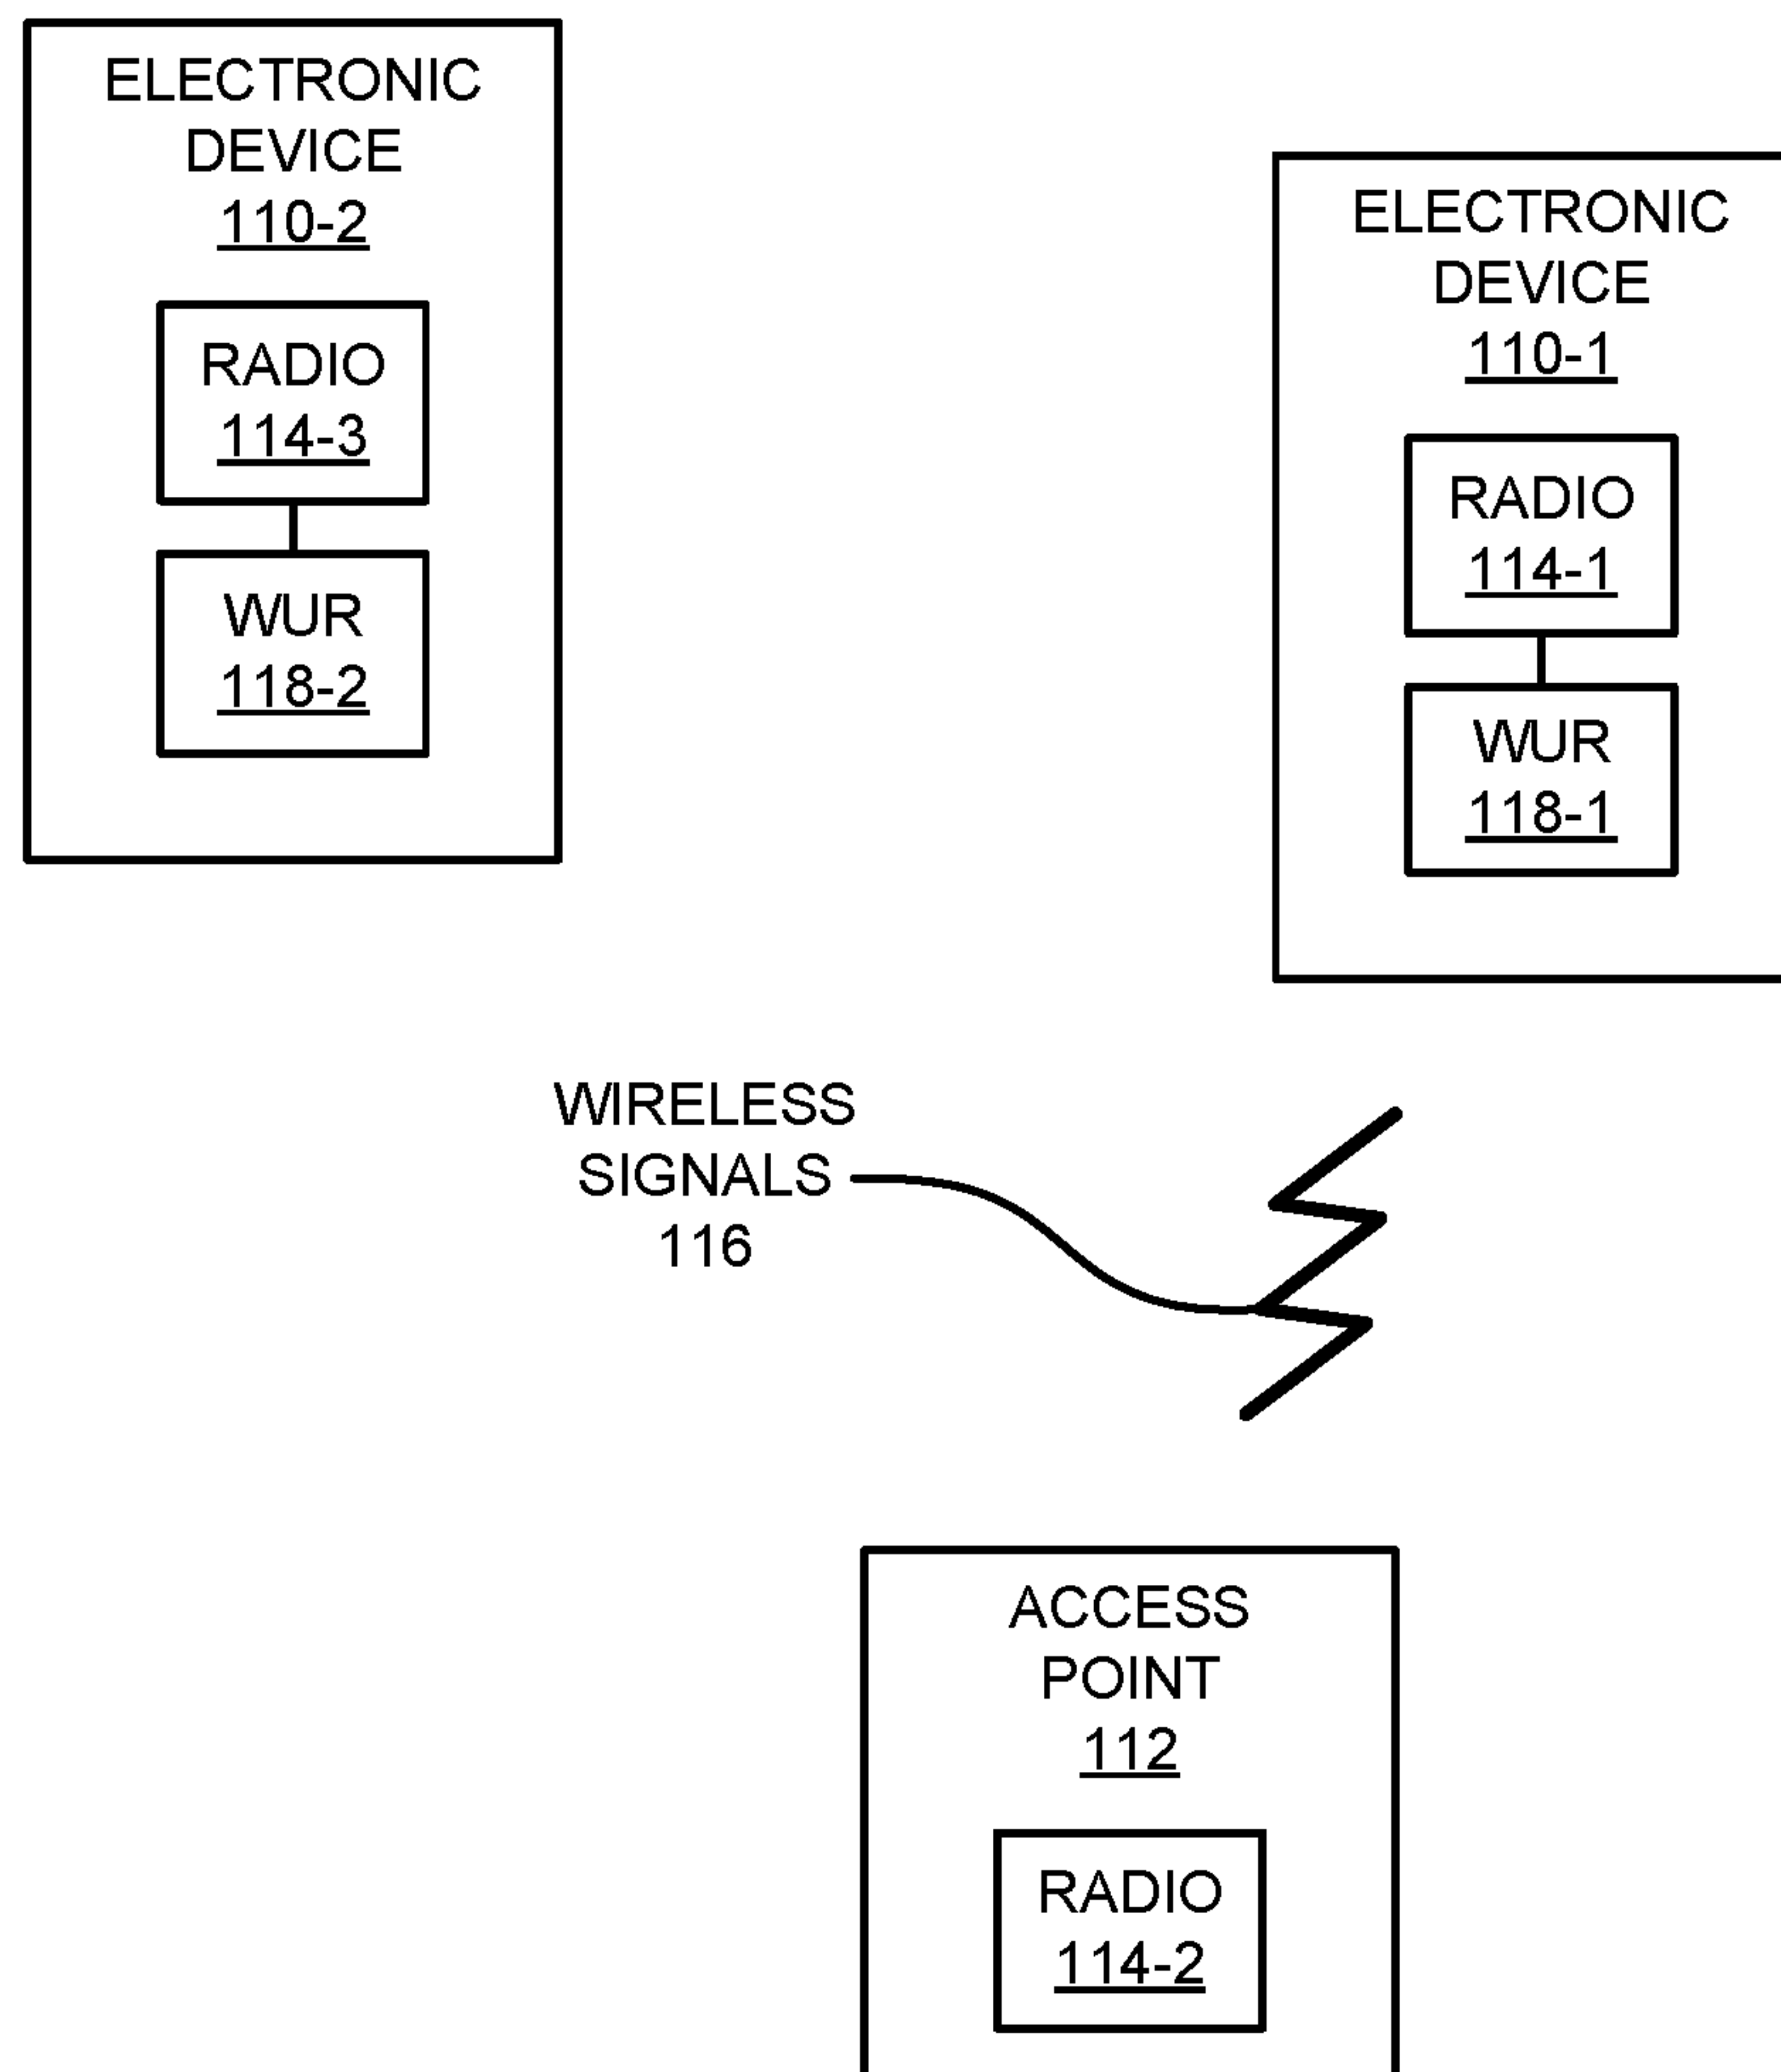 ELECTRONIC
DEVICE
110-2
RADIO
114-3
WUR
118-2
ELECTRONIC
DEVICE
110-1
RADIO
114-1
WUR
118-1
WIRELESS
SIGNALS
116
ACCESS
POINT
112
RADIO
114-2